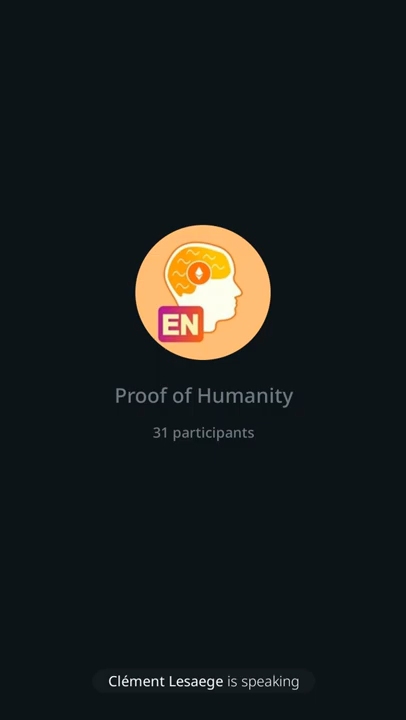 EN
Proof of Humanity
31 participants
Clément Lesaege is speaking